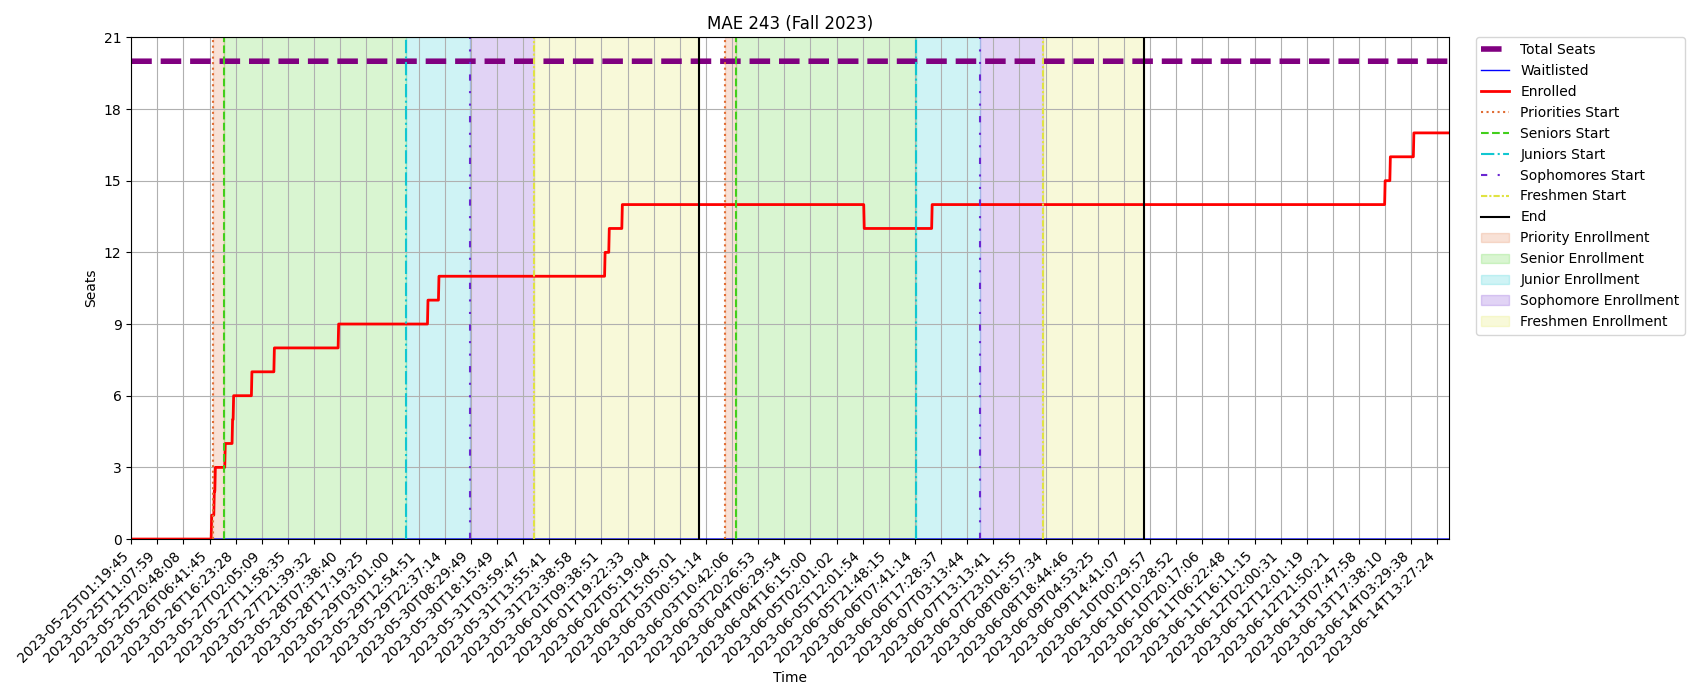 MAE 243 (Fall 2023)
21
18
15
12
9
6
3
0
Seats
2023-05-25T01:19:45
2023-05-25T11:07:59
2023-05-25T20:48:08
2023-05-26T06:41:45
2023-05-26T16:23:28
2023-05-27T02:05:09
2023-05-27T11:58:35
2023-05-27T21:39:32
2023-05-28T07:38:40
2023-05-28T17:19:25
2023-05-29T03:01:00
2023-05-29T12:54:51
2023-05-29T22:37:14
2023-05-30T08:29:49
2023-05-30T18:15:49
2023-05-31T03:59:47
2023-05-31T13:55:41
2023-05-31T23:38:58
2023-06-01T09:38:51
2023-06-01T19:22:33
2023-06-02T05:19:04
2023-06-02T15:05:01
2023-06-03T00:51:14
2023-06-03T10:42:06
2023-06-03T20:26:53
2023-06-04T06:29:54
2023-06-04T16:15:00
2023-06-05T02:01:02
2023-06-05T12:01:54
2023-06-05T21:48:15
2023-06-06T07:41:14
2023-06-06T17:28:37
2023-06-07T03:13:44
2023-06-07T13:13:41
2023-06-07T23:01:55
2023-06-08T08:57:34
2023-06-08T18:44:46
2023-06-09T04:53:25
2023-06-09T14:41:07
2023-06-10T00:29:57
2023-06-10T10:28:52
2023-06-10T20:17:06
2023-06-11T06:22:48
2023-06-11T16:11:15
2023-06-12T02:00:31
2023-06-12T12:01:19
2023-06-12T21:50:21
2023-06-13T07:47:58
2023-06-13T17:38:10
2023-06-14T03:29:38
2023-06-14T13:27:24
Time
Total Seats
Waitlisted
Enrolled
Priorities Start
Seniors Start
Juniors Start
Sophomores Start
Freshmen Start
End
Priority Enrollment
Senior Enrollment
Junior Enrollment
Sophomore Enrollment
Freshmen Enrollment